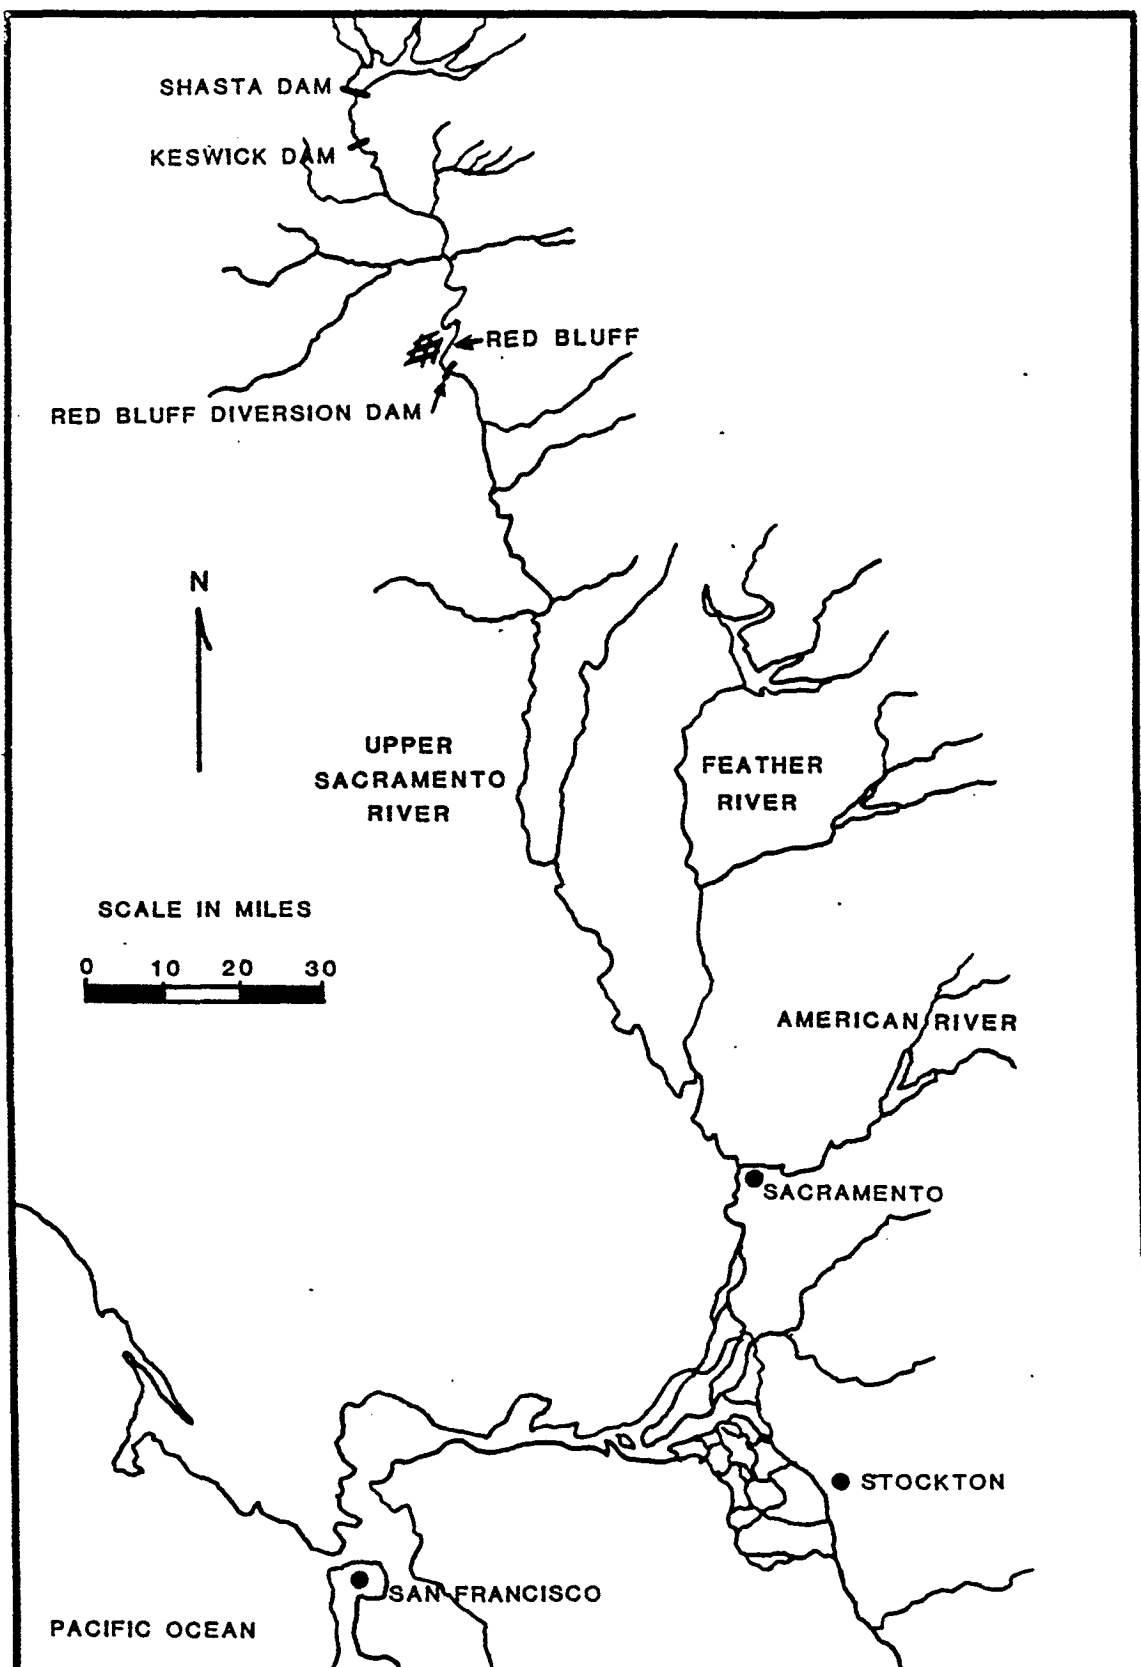 SHASTA DAM
KESWICK DAM
RED BLUFF
RED BLUFF DIVERSION DAM
N
UPPER
SACRAMENTO
RIVER
FEATHER
RIVER
SCALE IN MILES
0 10 20 30
AMERICAN RIVER
SACRAMENTO
STOCKTON
SAN FRANCISCO
PACIFIC OCEAN